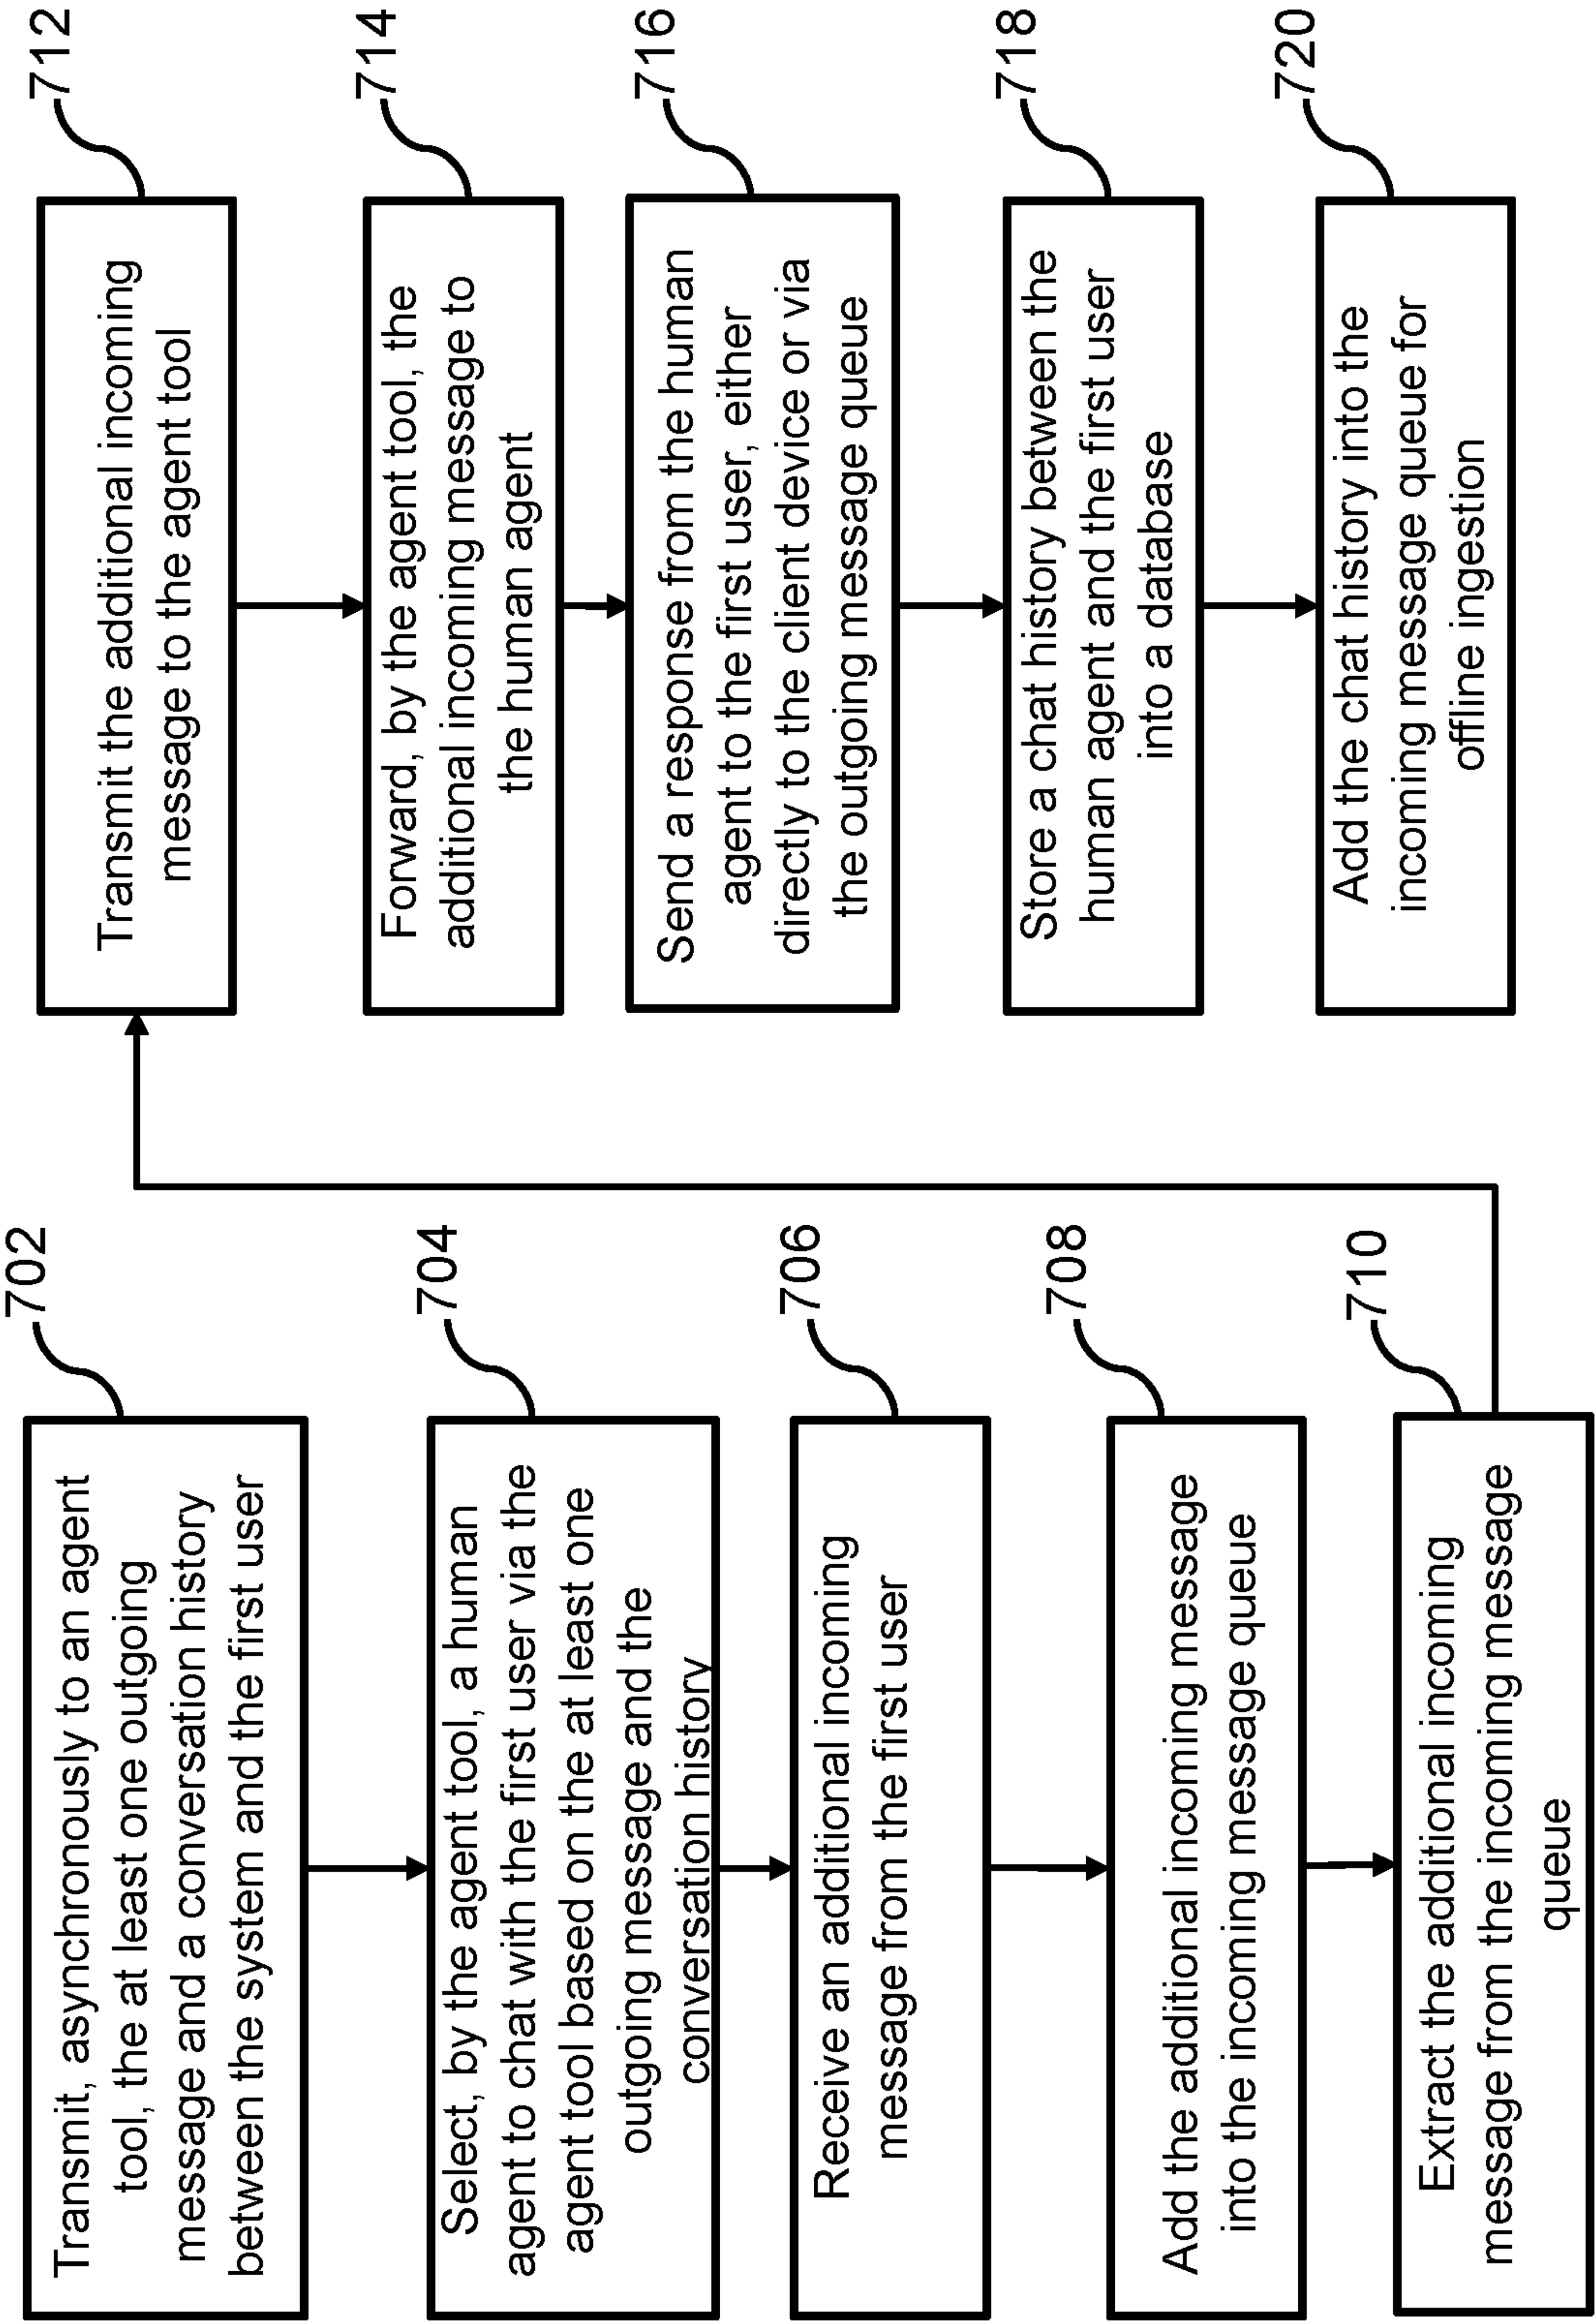 702
Transmit, asynchronously to an agent
tool, the at least one outgoing
message and a conversation history
between the system and the first user
704
Select, by the agent tool, a human
agent to chat with the first user via the
agent tool based on the at least one
outgoing message and the
conversation history
706
Receive an additional incoming
message from the first user
708
Add the additional incoming message
into the incoming message queue
710
Extract the additional incoming
message from the incoming message
queue
712
Transmit the additional incoming
message to the agent tool
714
Forward, by the agent tool, the
additional incoming message to
the human agent
716
Send a response from the human
agent to the first user, either
directly to the client device or via
the outgoing message queue
718
Store a chat history between the
human agent and the first user
into a database
720
Add the chat history into the
incoming message queue for
offline ingestion